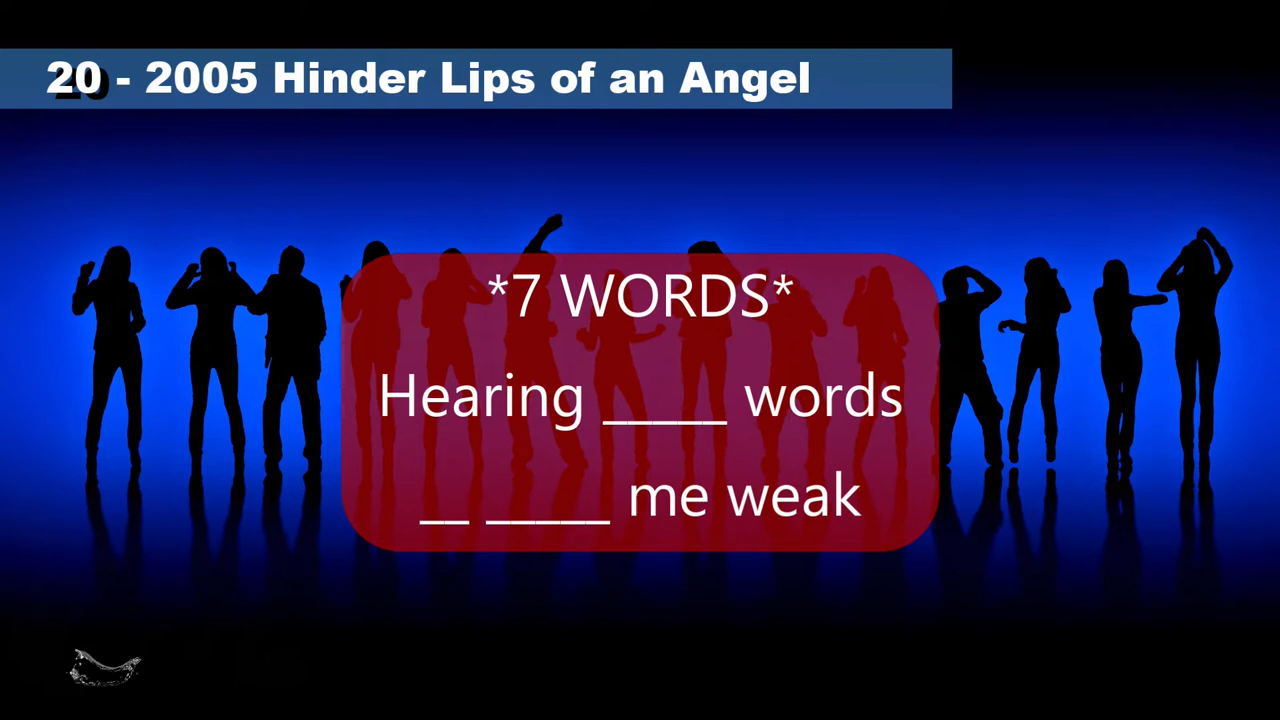 20 - 2005 Hinder Lips of an Angel
*7 WORDS*
Hearing _____ words
__ _____ me weak